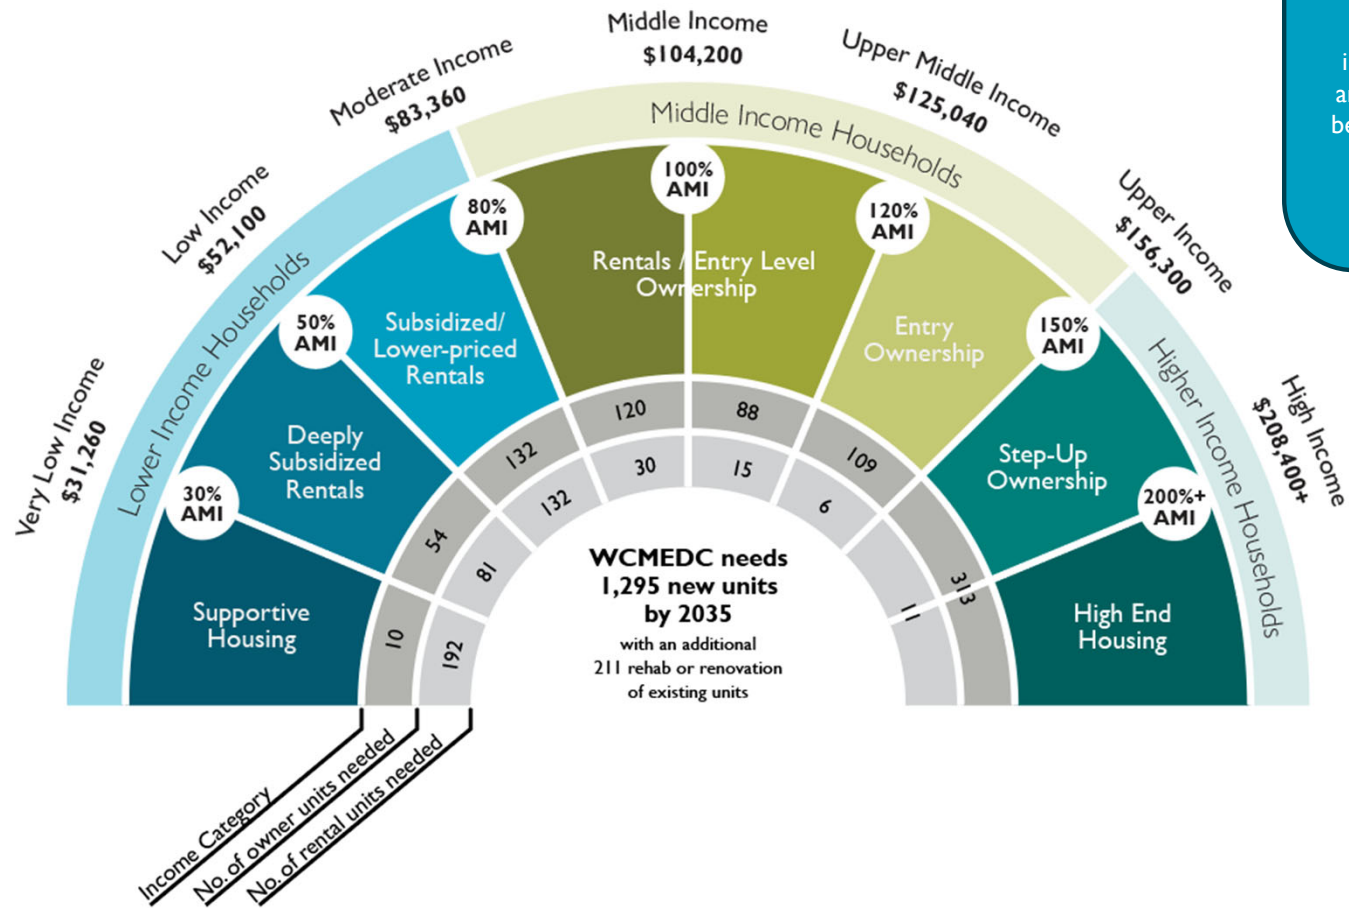 Middle Income
$104,200
Upper Middle Income
$125,040
Moderate Income
$83,360
Upper Income
$156,300
Low Income
$52,100
High Income
$208,400+
Very Low Income
$31,260
Lower Income Households
Middle Income Households
Higher Income Households
30%
AMI
50%
AMI
80%
AMI
100%
AMI
120%
AMI
150%
AMI
200%+
AMI
Supportive
Housing
Deeply
Subsidized
Rentals
Subsidized/
Lower-priced
Rentals
Rentals / Entry Level
Ownership
Entry
Ownership
Step-Up
Ownership
High End
Housing
10
54
132
120
88
109
313
192
81
132
30
15
6
11
WCMEDC needs
1,295 new units
by 2035
with an additional
211 rehab or renovation
of existing units
Income Category
No. of owner units needed
No. of rental units needed